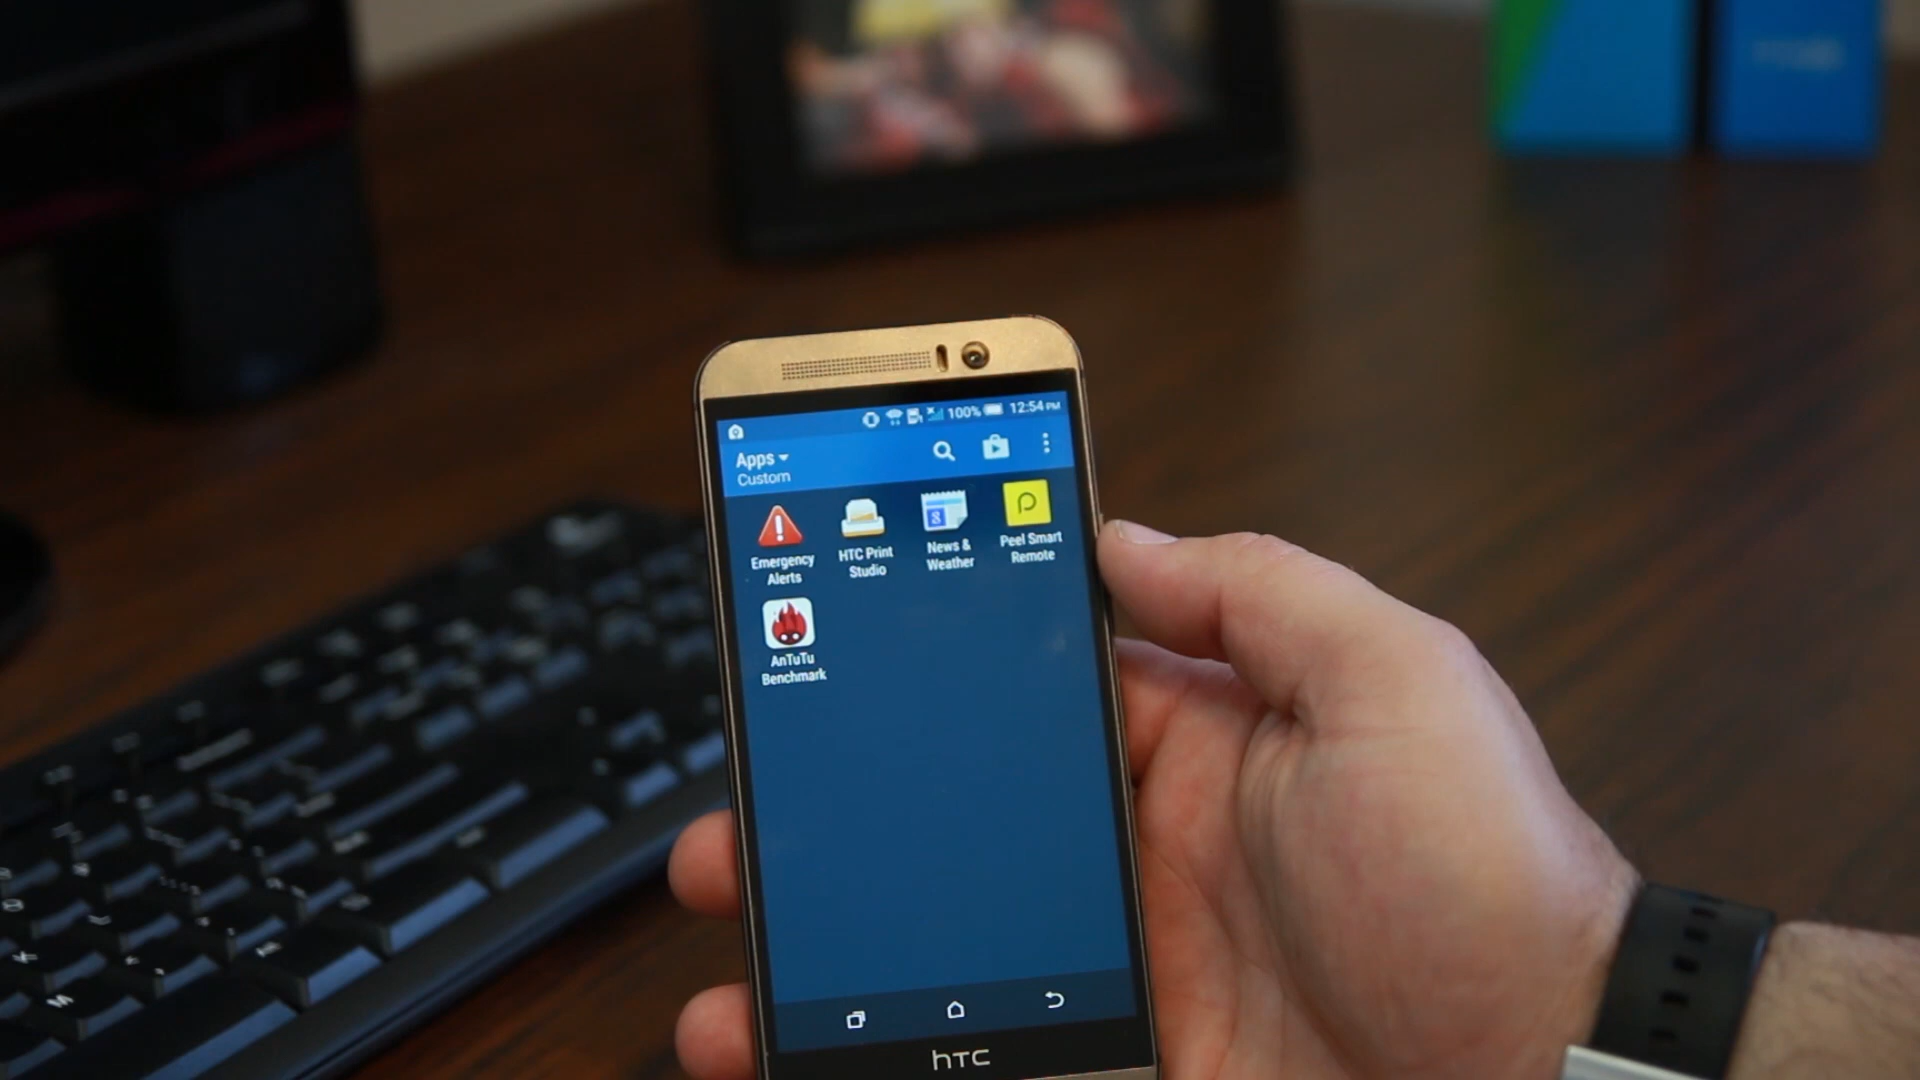 100% 12:54 PM
Apps
Custom
Emergency
Alerts
HTC Print
Studio
8
News &
Weather
Peel Smart
Remote
AnTuTu
Benchmark
hTC
M